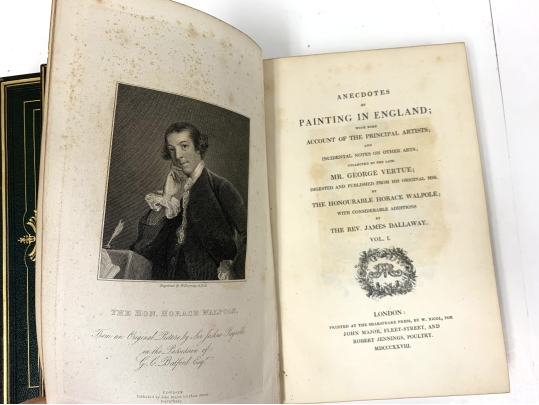 THE HON. HORACE WALPOLE.
From an Original Picture by Sir Joshua Reynolds
in the Possession of
G. C. Bedford Esqr.
LONDON
ANECDOTES
OF
PAINTING IN ENGLAND;
WITH SOME
ACCOUNT OF THE PRINCIPAL ARTISTS;
AND
INCIDENTAL NOTES ON OTHER ARTS;
COLLECTED BY THE LATE
MR. GEORGE VERTUE;
DIGESTED AND PUBLISHED FROM HIS ORIGINAL MSS.
BY
THE HONOURABLE HORACE WALPOLE;
WITH CONSIDERABLE ADDITIONS
BY
THE REV. JAMES DALLAWAY.
VOL. I.
LONDON:
PRINTED AT THE SHAKSPEARE PRESS, BY W. NICOL, FOR
JOHN MAJOR, FLEET-STREET, AND
ROBERT JENNINGS, POULTRY.
MDCCCXXVIII.